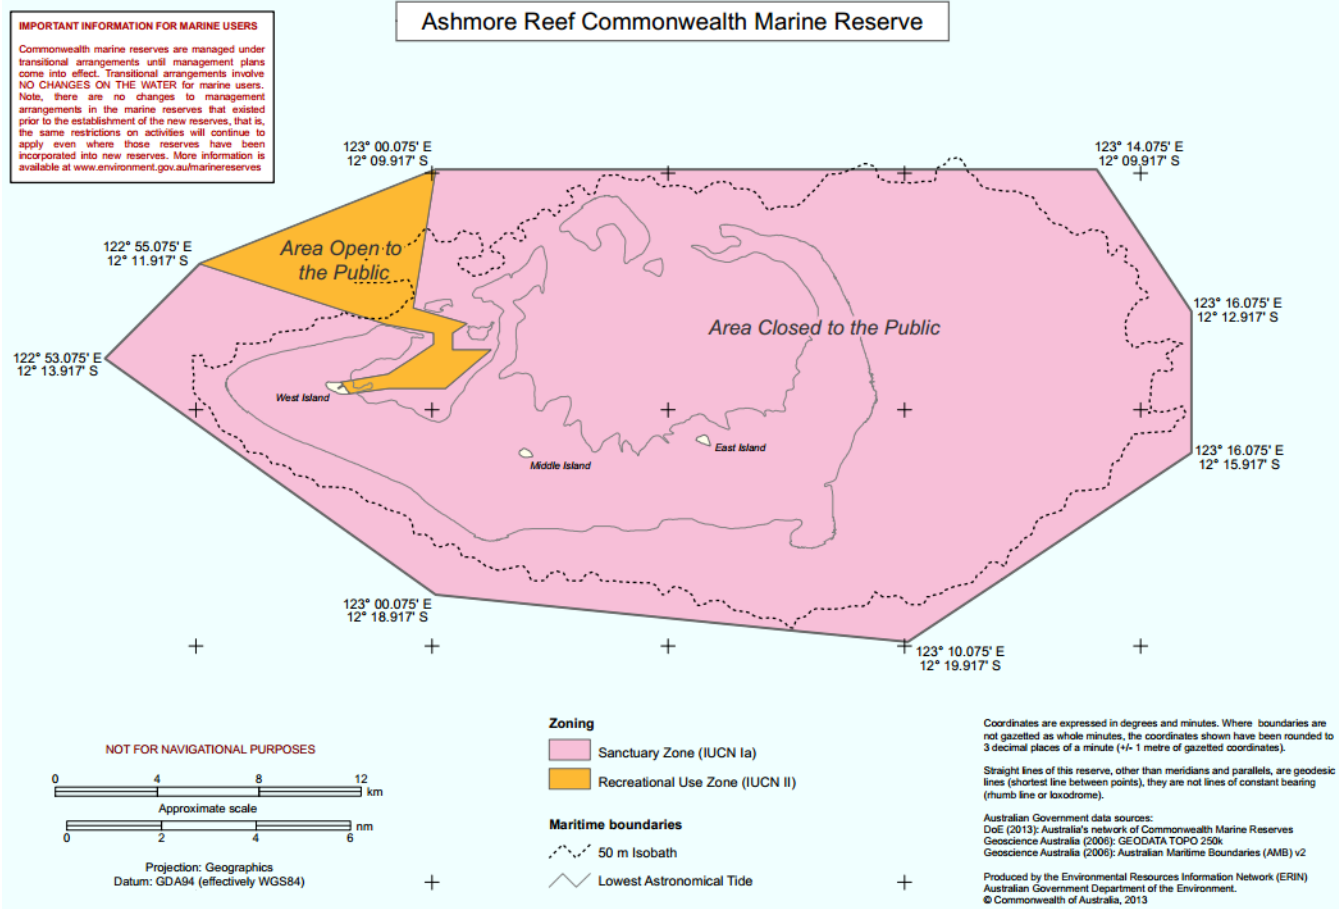 Ashmore Reef Commonwealth Marine Reserve
IMPORTANT INFORMATION FOR MARINE USERS
Commonwealth marine reserves are managed under
transitional arrangements until management plans
come into effect. Transitional arrangements involve
NO CHANGES ON THE WATER for marine users.
Note, there are no changes to management
arrangements in the marine reserves that existed
prior to the establishment of the new reserves, that is,
the same restrictions on activities will continue to
apply even where those reserves have been
incorporated into new reserves. More information is
available at www.environment.gov.au/marinereserves
123° 00.075' E
12° 09.917' S
123° 14.075' E
12° 09.917' S
122° 55.075' E
12° 11.917' S
Area Open to
the Public
123° 16.075' E
12° 12.917' S
Area Closed to the Public
122° 53.075' E
12° 13.917' S
West Island
Middle Island
East Island
123° 16.075' E
12° 15.917' S
123° 00.075' E
12° 18.917' S
123° 10.075' E
12° 19.917' S
NOT FOR NAVIGATIONAL PURPOSES
0 4 8 12
km
Approximate scale
nm
0 2 4 6
Projection: Geographics
Datum: GDA94 (effectively WGS84)
Zoning
Sanctuary Zone (IUCN Ia)
Recreational Use Zone (IUCN II)
Maritime boundaries
50 m Isobath
Lowest Astronomical Tide
Coordinates are expressed in degrees and minutes. Where boundaries are
not gazetted as whole minutes, the coordinates shown have been rounded to
3 decimal places of a minute (+/- 1 metre of gazetted coordinates).
Straight lines of this reserve, other than meridians and parallels, are geodesic
lines (shortest line between points), they are not lines of constant bearing
(rhumb line or loxodrome).
Australian Government data sources:
DoE (2013): Australia's network of Commonwealth Marine Reserves
Geoscience Australia (2006): GEODATA TOPO 250k
Geoscience Australia (2006): Australian Maritime Boundaries (AMB) v2
Produced by the Environmental Resources Information Network (ERIN)
Australian Government Department of the Environment.
© Commonwealth of Australia, 2013